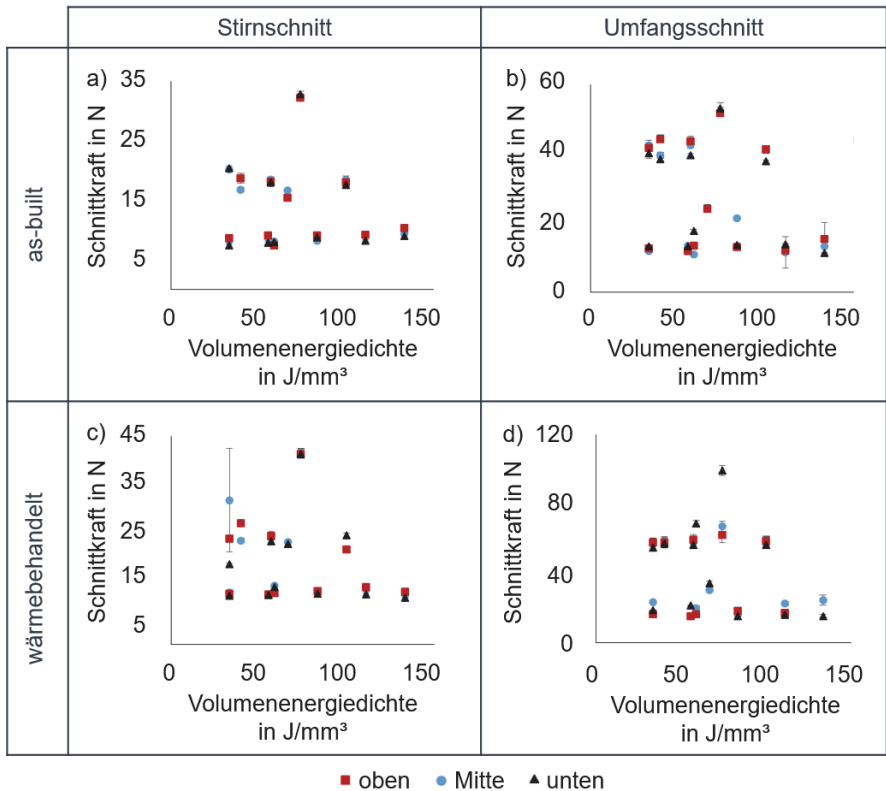 Stirnschnitt
Umfangsschnitt
as-built
a)
Schnittkraft in N
35
25
15
5
0
50
100
150
Volumenenergiedichte
in J/mm³
b)
Schnittkraft in N
60
40
20
0
0
50
100
150
Volumenenergiedichte
in J/mm³
wärmebehandelt
c)
Schnittkraft in N
45
35
25
15
5
0
50
100
150
Volumenenergiedichte
in J/mm³
d)
Schnittkraft in N
120
80
40
0
0
50
100
150
Volumenenergiedichte
in J/mm³
oben Mitte unten